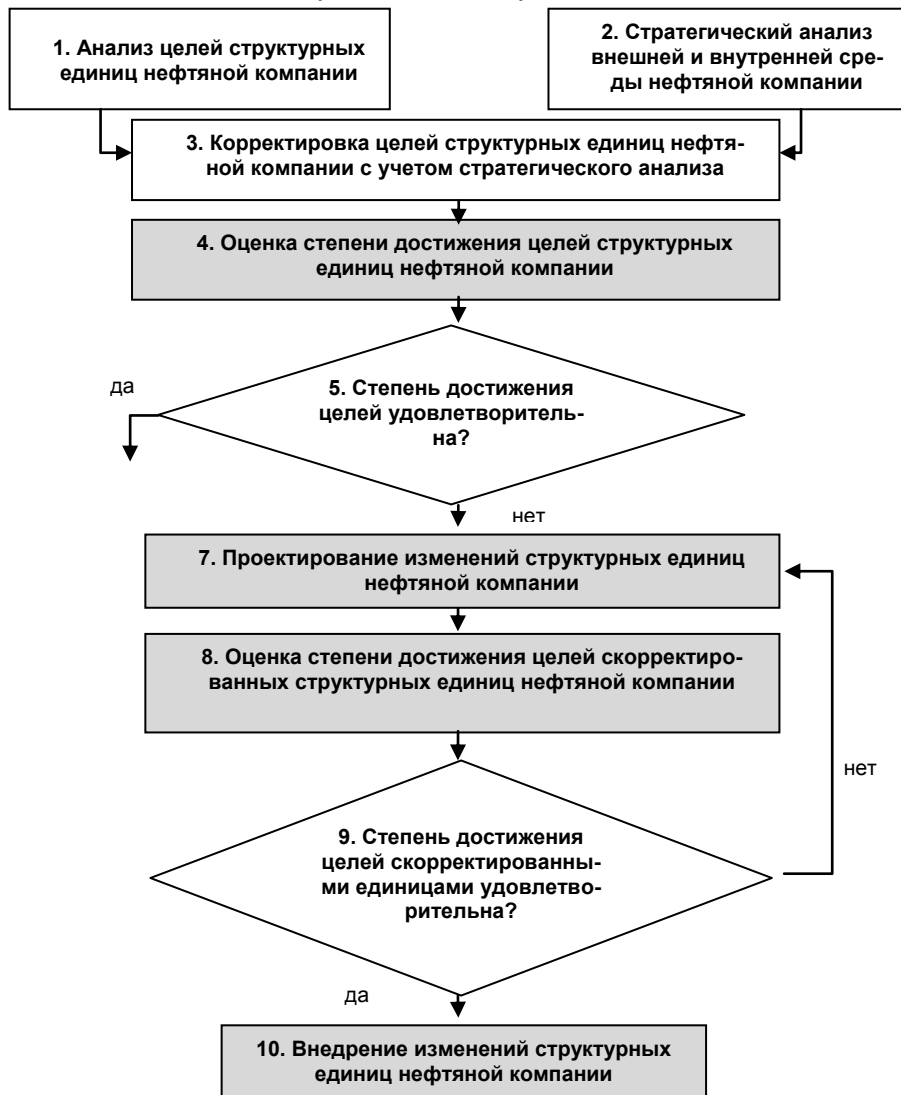 1. Анализ целей структурных
единиц нефтяной компании
2. Стратегический анализ
внешней и внутренней сре-
ды нефтяной компании
3. Корректировка целей структурных единиц нефтя-
ной компании с учетом стратегического анализа
4. Оценка степени достижения целей структурных
единиц нефтяной компании
5. Степень достижения
целей удовлетворитель-
на?
да
нет
7. Проектирование изменений структурных единиц
нефтяной компании
8. Оценка степени достижения целей скорректиро-
ванных структурных единиц нефтяной компании
нет
9. Степень достижения
целей скорректированны-
ми единицами удовлетво-
рительна?
да
10. Внедрение изменений структурных
единиц нефтяной компании